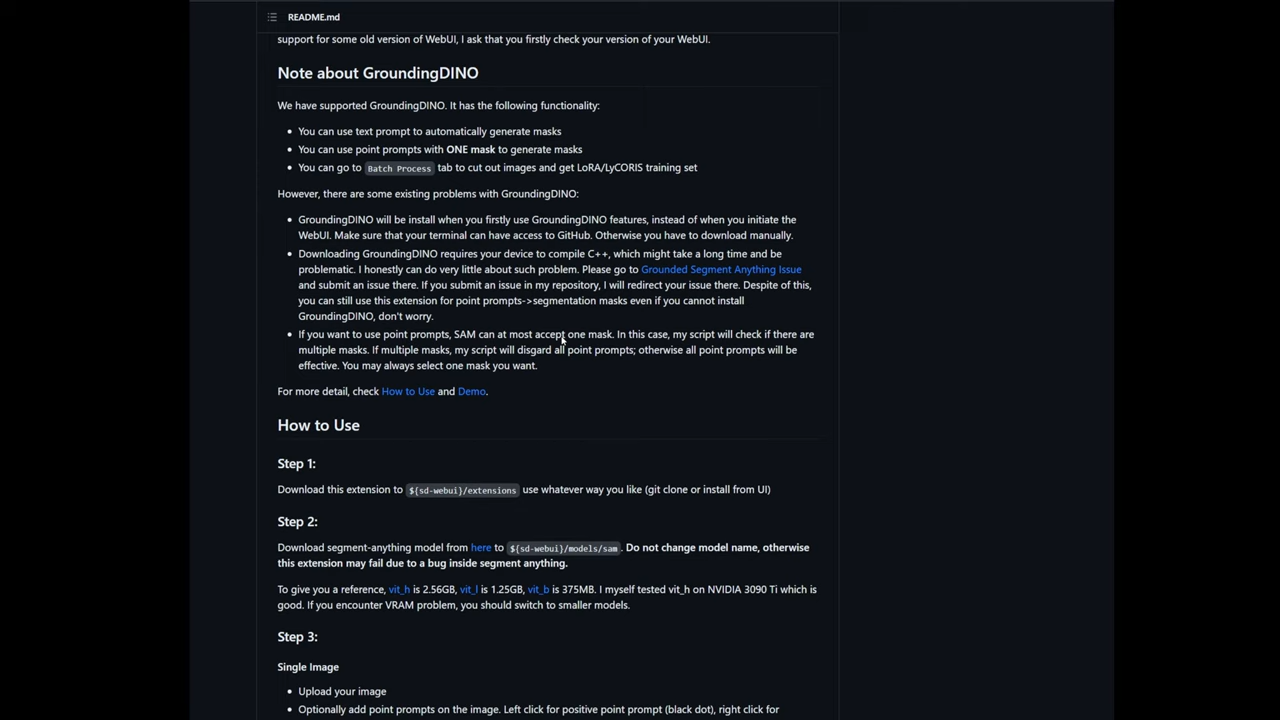 README.md
support for some old version of WebUI, I ask that you firstly check your version of your WebUI.
Note about GroundingDINO
We have supported GroundingDINO. It has the following functionality:
You can use text prompt to automatically generate masks
You can use point prompts with ONE mask to generate masks
You can go to Batch Process tab to cut out images and get LoRA/LyCORIS training set
However, there are some existing problems with GroundingDINO:
GroundingDINO will be install when you firstly use GroundingDINO features, instead of when you initiate the
WebUI. Make sure that your terminal can have access to GitHub. Otherwise you have to download manually.
Downloading GroundingDINO requires your device to compile C++, which might take a long time and be
problematic. I honestly can do very little about such problem. Please go to Grounded Segment Anything Issue
and submit an issue there. If you submit an issue in my repository, I will redirect your issue there. Despite of this,
you can still use this extension for point prompts->segmentation masks even if you cannot install
GroundingDINO, don't worry.
If you want to use point prompts, SAM can at most accept one mask. In this case, my script will check if there are
multiple masks. If multiple masks, my script will disgard all point prompts; otherwise all point prompts will be
effective. You may always select one mask you want.
For more detail, check How to Use and Demo.
How to Use
Step 1:
Download this extension to ${sd-webui}/extensions use whatever way you like (git clone or install from UI)
Step 2:
Download segment-anything model from here to ${sd-webui}/models/sam. Do not change model name, otherwise
this extension may fail due to a bug inside segment anything.
To give you a reference, vit_h is 2.56GB, vit_l is 1.25GB, vit_b is 375MB. I myself tested vit_h on NVIDIA 3090 Ti which is
good. If you encounter VRAM problem, you should switch to smaller models.
Step 3:
Single Image
Upload your image
Optionally add point prompts on the image. Left click for positive point prompt (black dot), right click for